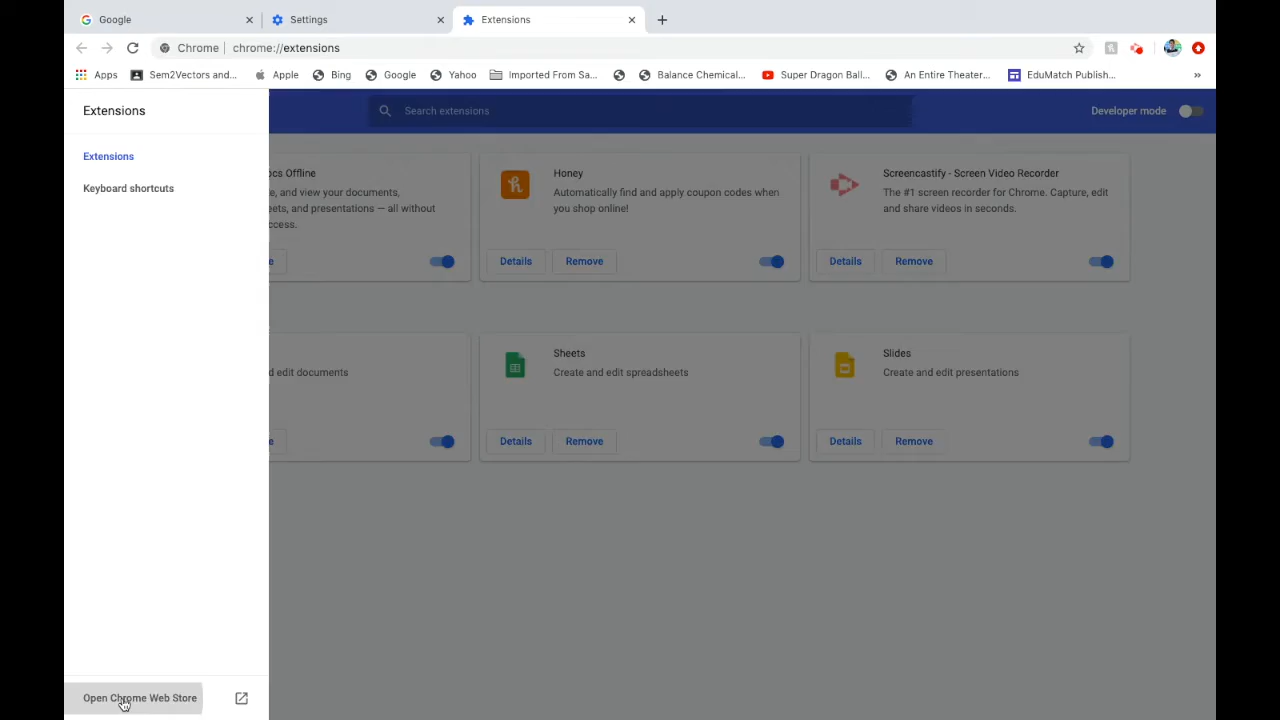 Google
Settings
Extensions
Chrome
chrome://extensions
Apps
Sem2Vectors and...
Apple
Bing
Google
Yahoo
Imported From Sa...
Balance Chemical...
Super Dragon Ball...
An Entire Theater...
EduMatch Publish...
»
Extensions
Search extensions
Developer mode
Extensions
Keyboard shortcuts
ocs Offline
e, and view your documents,
eets, and presentations — all without
ccess.
e
Honey
Automatically find and apply coupon codes when
you shop online!
Details
Remove
Screencastify - Screen Video Recorder
The #1 screen recorder for Chrome. Capture, edit
and share videos in seconds.
Details
Remove
d edit documents
e
Sheets
Create and edit spreadsheets
Details
Remove
Slides
Create and edit presentations
Details
Remove
Open Chrome Web Store